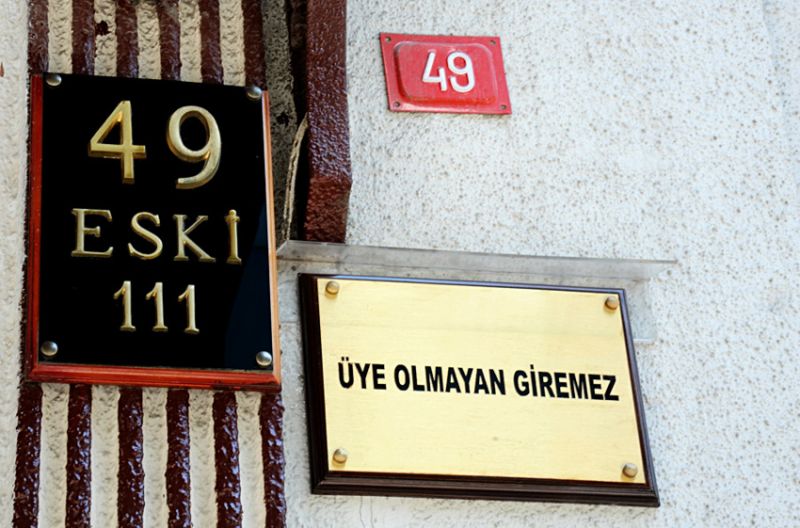 49
ESKİ
111
49
ÜYE OLMAYAN GİREMEZ